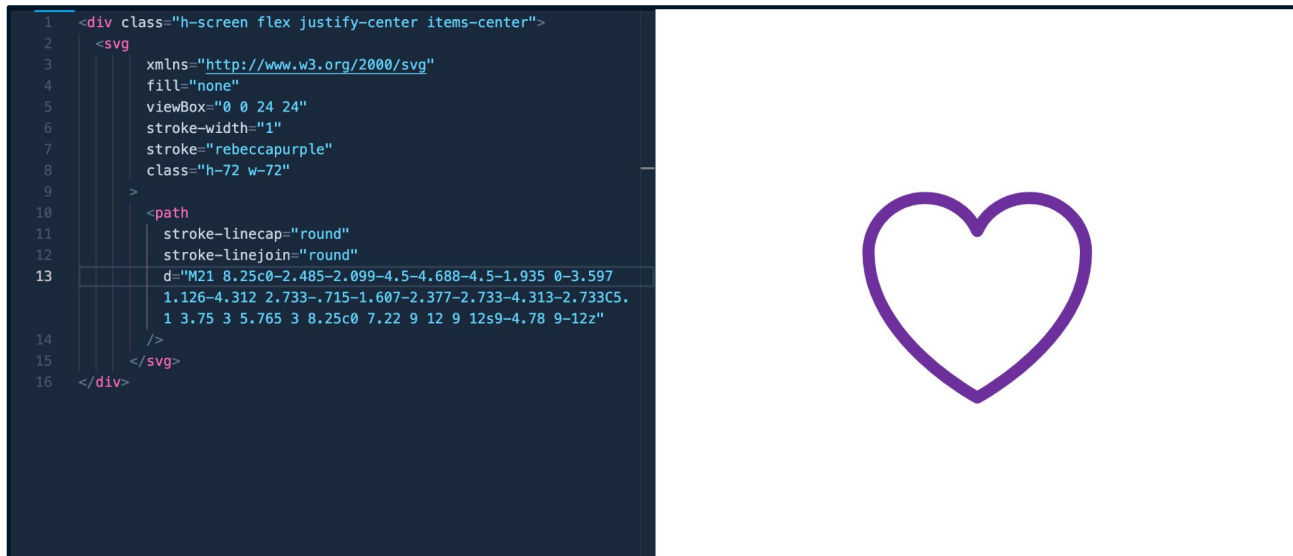 1 <div class="h-screen flex justify-center items-center">
2 <svg
3 xmlns="http://www.w3.org/2000/svg"
4 fill="none"
5 viewBox="0 0 24 24"
6 stroke-width="1"
7 stroke="rebeccapurple"
8 class="h-72 w-72"
9 >
10 <path
11 stroke-linecap="round"
12 stroke-linejoin="round"
13 d="M21 8.25c0-2.485-2.099-4.5-4.688-4.5-1.935 0-3.597
1.126-4.312 2.733-.715-1.607-2.377-2.733-4.313-2.733C5.
1 3.75 3 5.765 3 8.25c0 7.22 9 12 9 12s9-4.78 9-12z"
14 />
15 </svg>
16 </div>